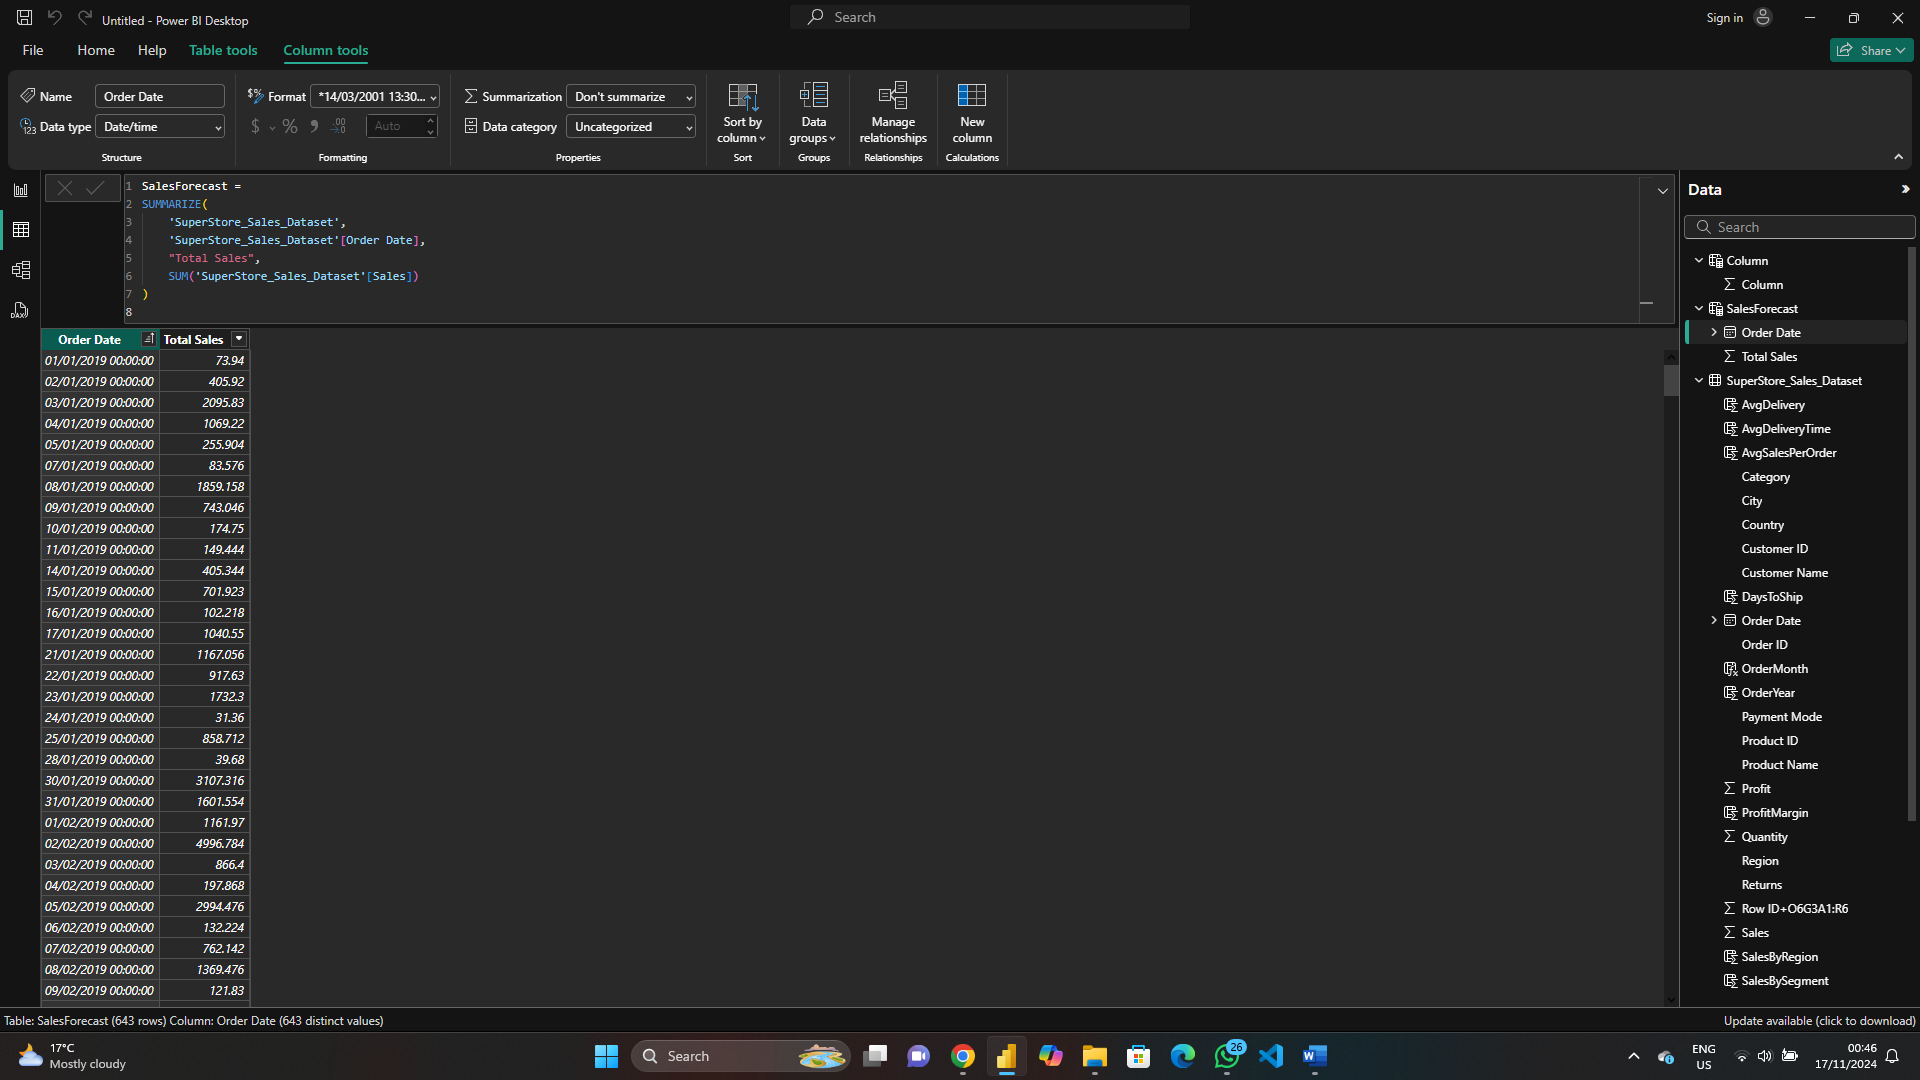 Untitled - Power BI Desktop
Search
Sign in
File
Home
Help
Table tools
Column tools
Share
Name
Order Date
Format
*14/03/2001 13:30...
Summarization
Don't summarize
Data type
Date/time
$ % 9 .00
Auto
Data category
Uncategorized
Sort by column
Data groups
Manage relationships
New column
Structure
Formatting
Properties
Sort
Groups
Relationships
Calculations
1 SalesForecast =
2 SUMMARIZE(
3 'SuperStore_Sales_Dataset',
4 'SuperStore_Sales_Dataset'[Order Date],
5 "Total Sales",
6 SUM('SuperStore_Sales_Dataset'[Sales])
7 )
8
Order Date Total Sales
01/01/2019 00:00:00 73.94
02/01/2019 00:00:00 405.92
03/01/2019 00:00:00 2095.83
04/01/2019 00:00:00 1069.22
05/01/2019 00:00:00 255.904
07/01/2019 00:00:00 83.576
08/01/2019 00:00:00 1859.158
09/01/2019 00:00:00 743.046
10/01/2019 00:00:00 174.75
11/01/2019 00:00:00 149.444
14/01/2019 00:00:00 405.344
15/01/2019 00:00:00 701.923
16/01/2019 00:00:00 102.218
17/01/2019 00:00:00 1040.55
21/01/2019 00:00:00 1167.056
22/01/2019 00:00:00 917.63
23/01/2019 00:00:00 1732.3
24/01/2019 00:00:00 31.36
25/01/2019 00:00:00 858.712
28/01/2019 00:00:00 39.68
30/01/2019 00:00:00 3107.316
31/01/2019 00:00:00 1601.554
01/02/2019 00:00:00 1161.97
02/02/2019 00:00:00 4996.784
03/02/2019 00:00:00 866.4
04/02/2019 00:00:00 197.868
05/02/2019 00:00:00 2994.476
06/02/2019 00:00:00 132.224
07/02/2019 00:00:00 762.142
08/02/2019 00:00:00 1369.476
09/02/2019 00:00:00 121.83
Data
Search
Column
Column
SalesForecast
Order Date
Total Sales
SuperStore_Sales_Dataset
AvgDelivery
AvgDeliveryTime
AvgSalesPerOrder
Category
City
Country
Customer ID
Customer Name
DaysToShip
Order Date
Order ID
OrderMonth
OrderYear
Payment Mode
Product ID
Product Name
Profit
ProfitMargin
Quantity
Region
Returns
Row ID+O6G3A1:R6
Sales
SalesByRegion
SalesBySegment
Table: SalesForecast (643 rows) Column: Order Date (643 distinct values)
Update available (click to download)
17°C
Mostly cloudy
Search
26
ENG
US
00:46
17/11/2024